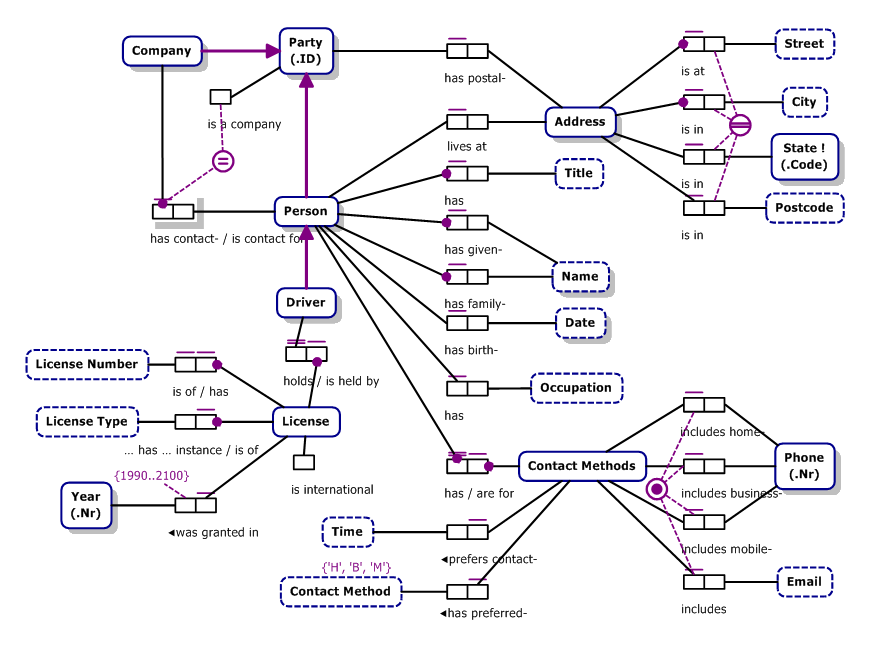 Company
Party
(.ID)
is a company
has postal-
Address
is at
Street
is in
City
is in
State !
(.Code)
is in
Postcode
lives at
has
Title
Person
has contact- / is contact for
has given-
has family-
Name
has birth-
Date
Driver
holds / is held by
has
Occupation
License Number
is of / has
License Type
... has ... instance / is of
License
is international
{1990..2100}
Year
(.Nr)
◄was granted in
has / are for
Contact Methods
includes home-
includes business-
includes mobile-
Phone
(.Nr)
includes
Email
Time
◄prefers contact-
{'H', 'B', 'M'}
Contact Method
◄has preferred-